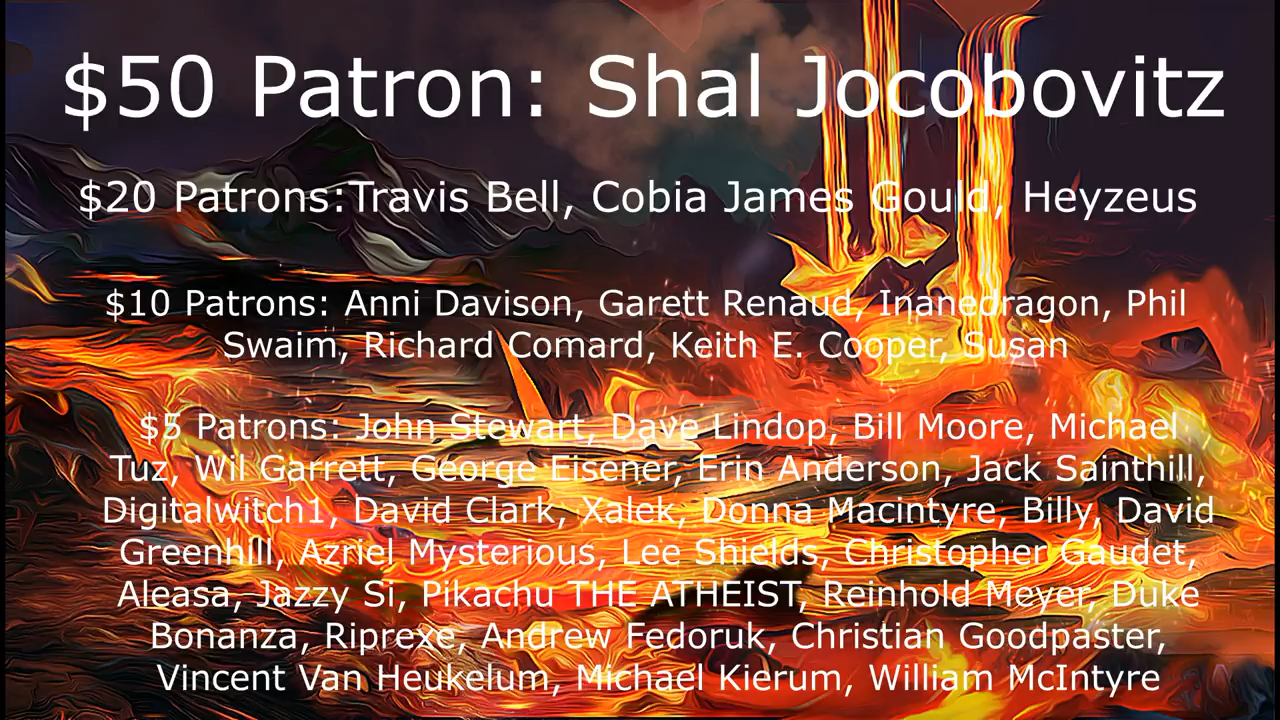 $50 Patron: Shal Jocobovitz
$20 Patrons:Travis Bell, Cobia James Gould, Heyzeus
$10 Patrons: Anni Davison, Garett Renaud, Inanedragon, Phil
Swaim, Richard Comard, Keith E. Cooper, Susan
$5 Patrons: John Stewart, Dave Lindop, Bill Moore, Michael
Tuz, Wil Garrett, George Eisener, Erin Anderson, Jack Sainthill,
Digitalwitch1, David Clark, Xalek, Donna Macintyre, Billy, David
Greenhill, Azriel Mysterious, Lee Shields, Christopher Gaudet,
Aleasa, Jazzy Si, Pikachu THE ATHEIST, Reinhold Meyer, Duke
Bonanza, Riprexe, Andrew Fedoruk, Christian Goodpaster,
Vincent Van Heukelum, Michael Kierum, William McIntyre